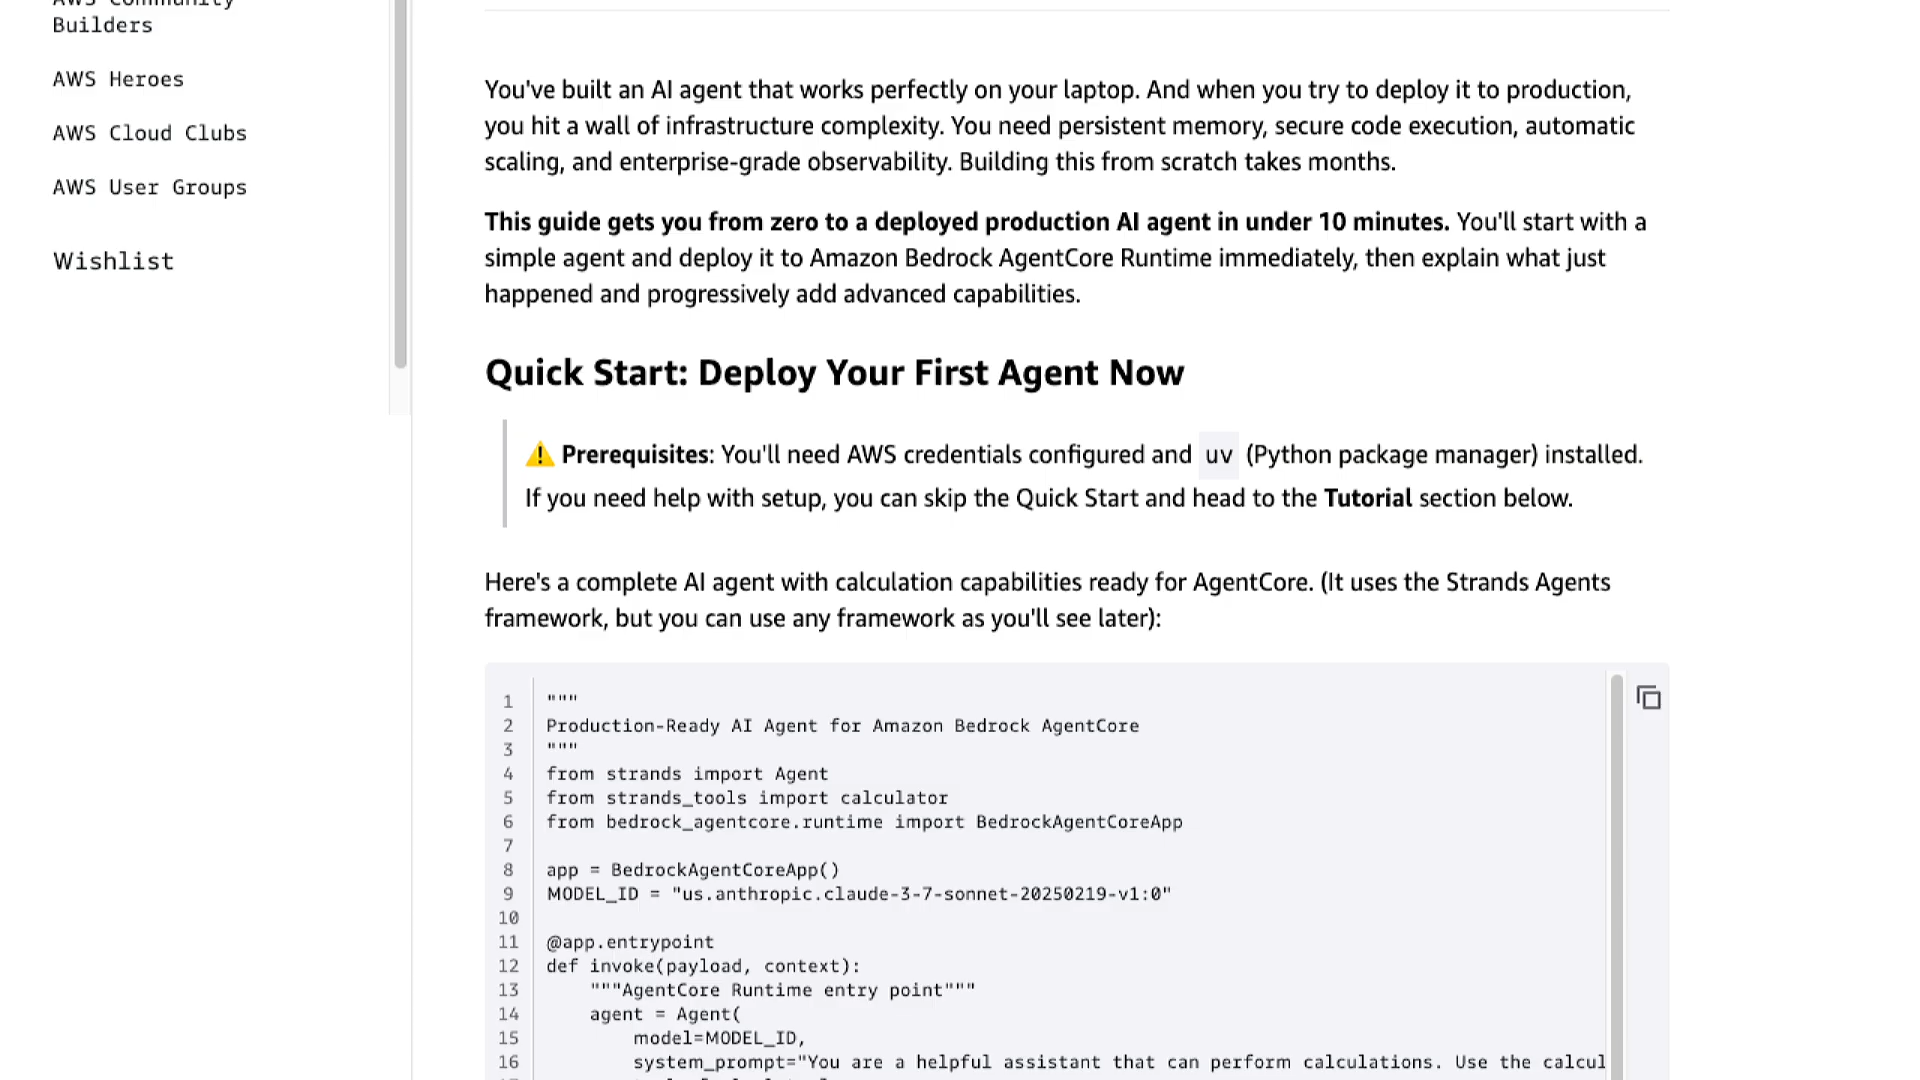 Builders
AWS Heroes
AWS Cloud Clubs
AWS User Groups
Wishlist
You've built an AI agent that works perfectly on your laptop. And when you try to deploy it to production,
you hit a wall of infrastructure complexity. You need persistent memory, secure code execution, automatic
scaling, and enterprise-grade observability. Building this from scratch takes months.
This guide gets you from zero to a deployed production AI agent in under 10 minutes. You'll start with a
simple agent and deploy it to Amazon Bedrock AgentCore Runtime immediately, then explain what just
happened and progressively add advanced capabilities.
Quick Start: Deploy Your First Agent Now
⚠️ Prerequisites: You'll need AWS credentials configured and uv (Python package manager) installed.
If you need help with setup, you can skip the Quick Start and head to the Tutorial section below.
Here's a complete AI agent with calculation capabilities ready for AgentCore. (It uses the Strands Agents
framework, but you can use any framework as you'll see later):
1 """
2 Production-Ready AI Agent for Amazon Bedrock AgentCore
3 """
4 from strands import Agent
5 from strands_tools import calculator
6 from bedrock_agentcore.runtime import BedrockAgentCoreApp
7
8 app = BedrockAgentCoreApp()
9 MODEL_ID = "us.anthropic.claude-3-7-sonnet-20250219-v1:0"
10
11 @app.entrypoint
12 def invoke(payload, context):
13     """AgentCore Runtime entry point"""
14     agent = Agent(
15         model=MODEL_ID,
16         system_prompt="You are a helpful assistant that can perform calculations. Use the calcul